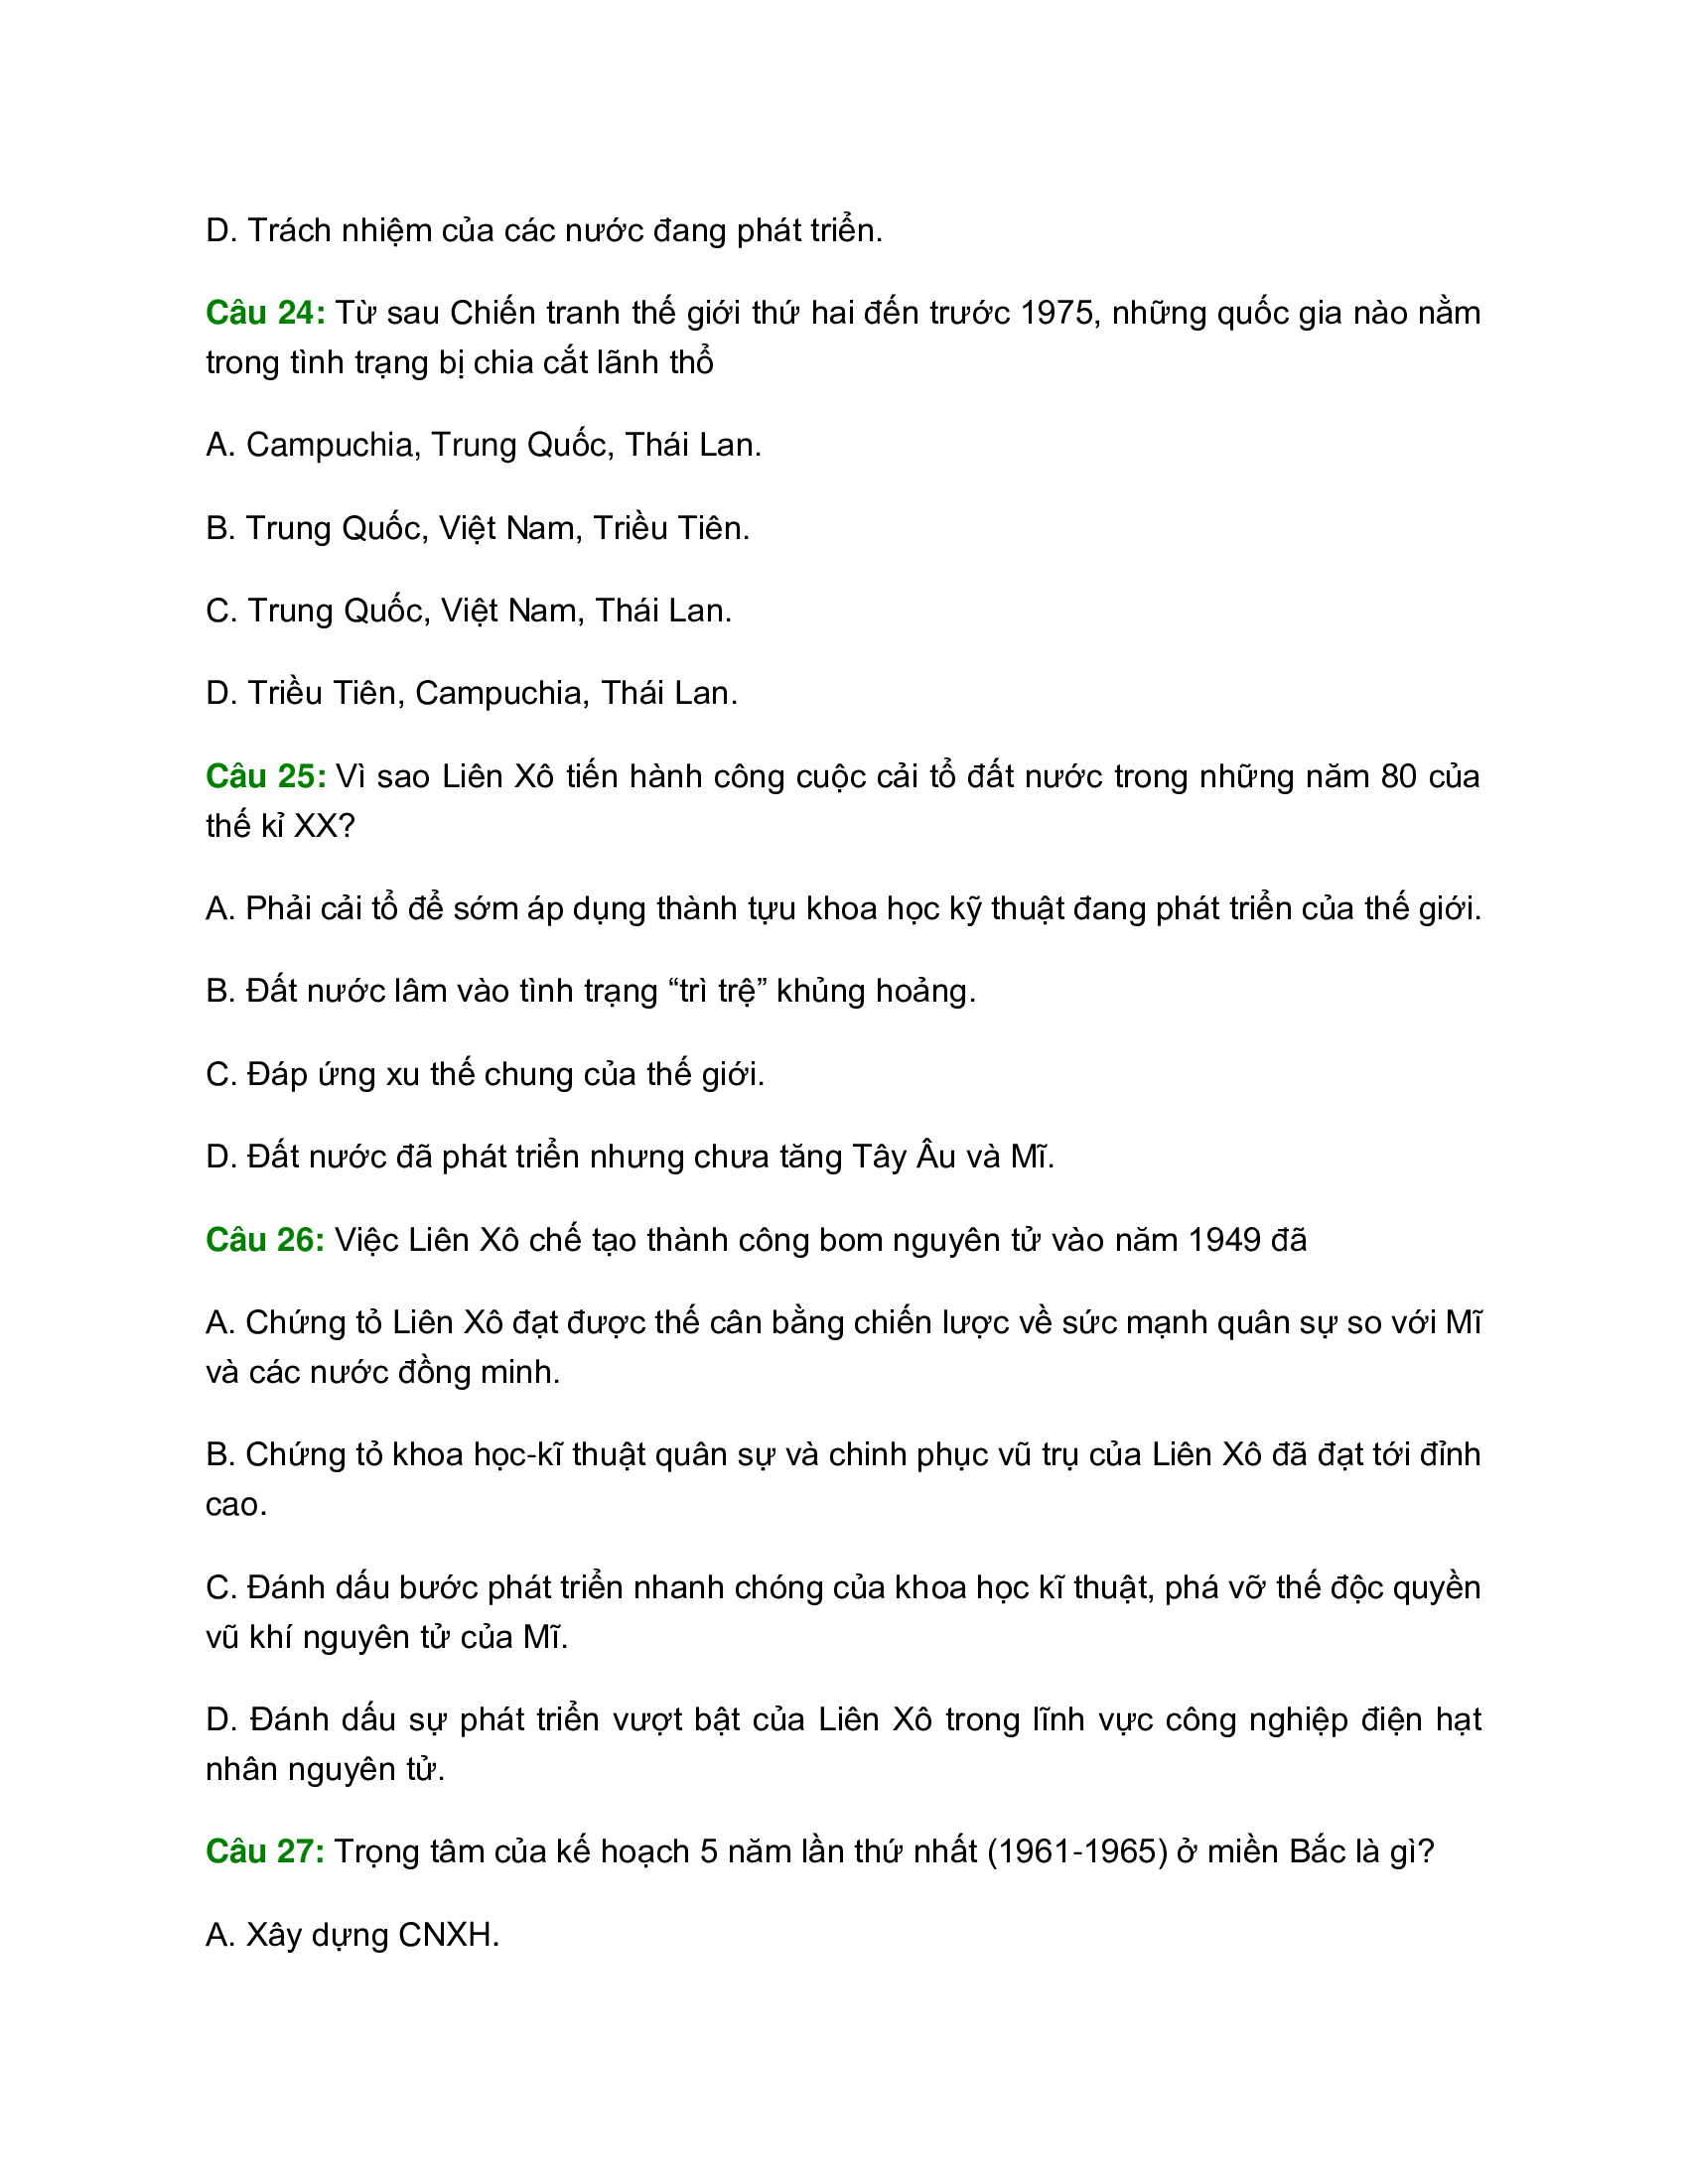 D. Trách nhiệm của các nước đang phát triển.
Câu 24: Từ sau Chiến tranh thế giới thứ hai đến trước 1975, những quốc gia nào nằm
trong tình trạng bị chia cắt lãnh thổ
A. Campuchia, Trung Quốc, Thái Lan.
B. Trung Quốc, Việt Nam, Triều Tiên.
C. Trung Quốc, Việt Nam, Thái Lan.
D. Triều Tiên, Campuchia, Thái Lan.
Câu 25: Vì sao Liên Xô tiến hành công cuộc cải tổ đất nước trong những năm 80 của
thế kỉ XX?
A. Phải cải tổ để sớm áp dụng thành tựu khoa học kỹ thuật đang phát triển của thế giới.
B. Đất nước lâm vào tình trạng “trì trệ” khủng hoảng.
C. Đáp ứng xu thế chung của thế giới.
D. Đất nước đã phát triển nhưng chưa tăng Tây Âu và Mĩ.
Câu 26: Việc Liên Xô chế tạo thành công bom nguyên tử vào năm 1949 đã
A. Chứng tỏ Liên Xô đạt được thế cân bằng chiến lược về sức mạnh quân sự so với Mĩ
và các nước đồng minh.
B. Chứng tỏ khoa học-kĩ thuật quân sự và chinh phục vũ trụ của Liên Xô đã đạt tới đỉnh
cao.
C. Đánh dấu bước phát triển nhanh chóng của khoa học kĩ thuật, phá vỡ thế độc quyền
vũ khí nguyên tử của Mĩ.
D. Đánh dấu sự phát triển vượt bật của Liên Xô trong lĩnh vực công nghiệp điện hạt
nhân nguyên tử.
Câu 27: Trọng tâm của kế hoạch 5 năm lần thứ nhất (1961-1965) ở miền Bắc là gì?
A. Xây dựng CNXH.